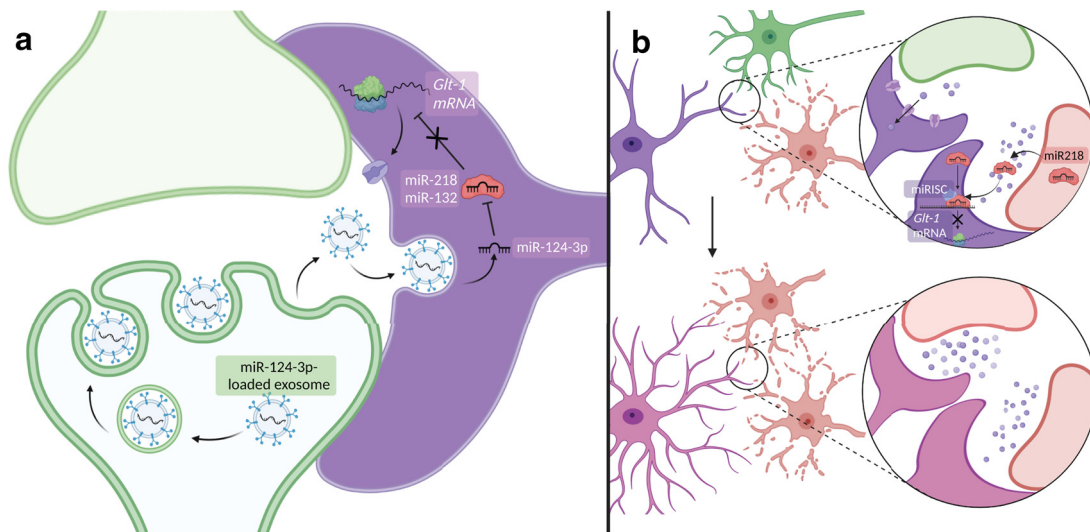 a
Glt-1
mRNA
miR-218
miR-132
miR-124-3p
miR-124-3p-
loaded exosome
b
miR218
miRISC
Glt-1
mRNA